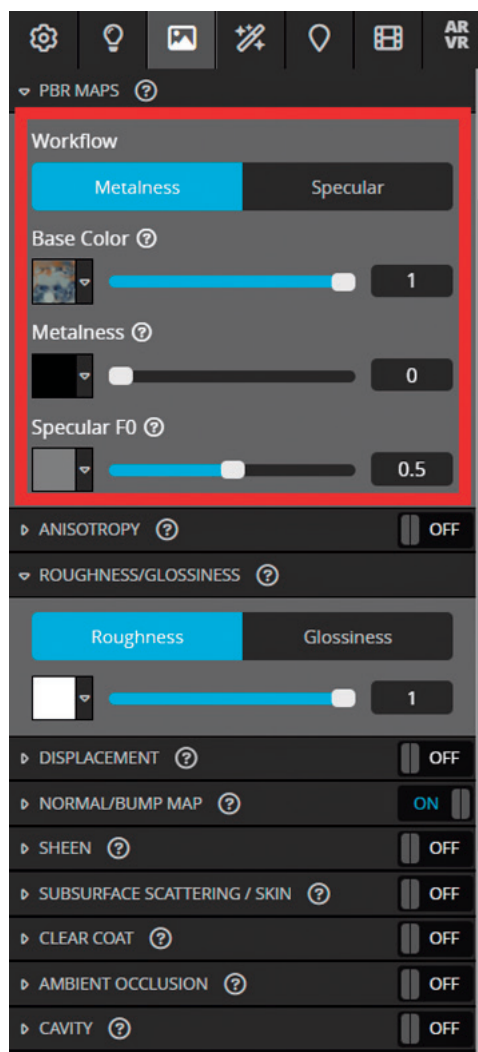 AR
VR
PBR MAPS ?
Workflow
Metalness Specular
Base Color ?
1
Metalness ?
0
Specular F0 ?
0.5
ANISOTROPY ? OFF
ROUGHNESS/GLOSSINESS ?
Roughness Glossiness
1
DISPLACEMENT ? OFF
NORMAL/BUMP MAP ? ON
SHEEN ? OFF
SUBSURFACE SCATTERING / SKIN ? OFF
CLEAR COAT ? OFF
AMBIENT OCCLUSION ? OFF
CAVITY ? OFF